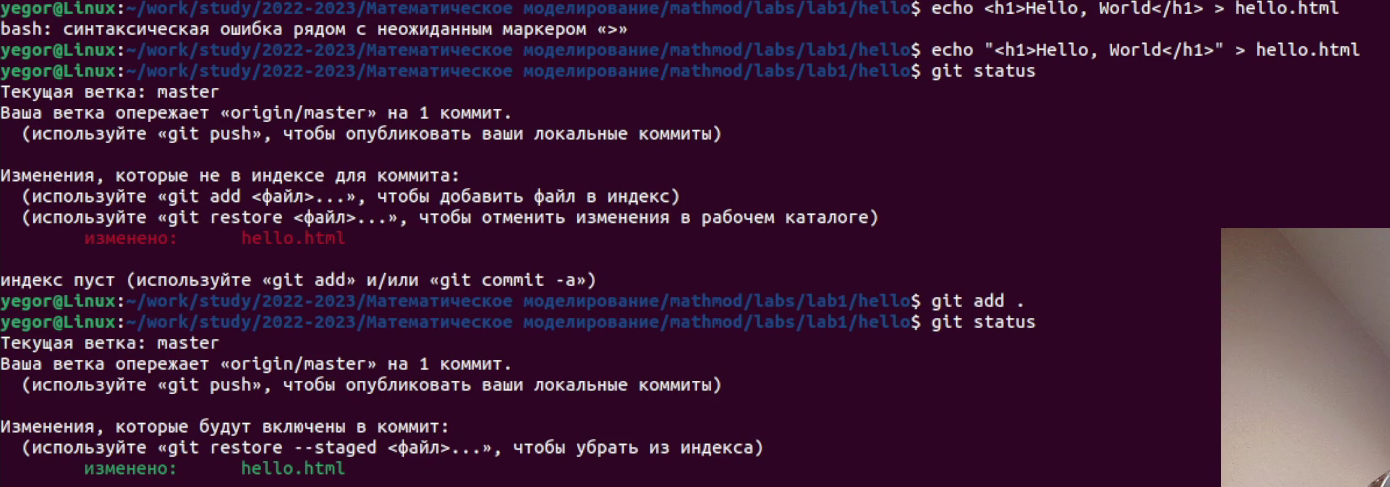 yegor@Linux:~/work/study/2022-2023/Математическое моделирование/mathmod/labs/lab1/hello$ echo <h1>Hello, World</h1> > hello.html
bash: синтаксическая ошибка рядом с неожиданным маркером «>»
yegor@Linux:~/work/study/2022-2023/Математическое моделирование/mathmod/labs/lab1/hello$ echo "<h1>Hello, World</h1>" > hello.html
yegor@Linux:~/work/study/2022-2023/Математическое моделирование/mathmod/labs/lab1/hello$ git status
Текущая ветка: master
Ваша ветка опережает «origin/master» на 1 коммит.
  (используйте «git push», чтобы опубликовать ваши локальные коммиты)

Изменения, которые не в индексе для коммита:
  (используйте «git add <файл>...», чтобы добавить файл в индекс)
  (используйте «git restore <файл>...», чтобы отменить изменения в рабочем каталоге)
        изменено:      hello.html

индекс пуст (используйте «git add» и/или «git commit -a»)
yegor@Linux:~/work/study/2022-2023/Математическое моделирование/mathmod/labs/lab1/hello$ git add .
yegor@Linux:~/work/study/2022-2023/Математическое моделирование/mathmod/labs/lab1/hello$ git status
Текущая ветка: master
Ваша ветка опережает «origin/master» на 1 коммит.
  (используйте «git push», чтобы опубликовать ваши локальные коммиты)

Изменения, которые будут включены в коммит:
  (используйте «git restore --staged <файл>...», чтобы убрать из индекса)
        изменено:      hello.html